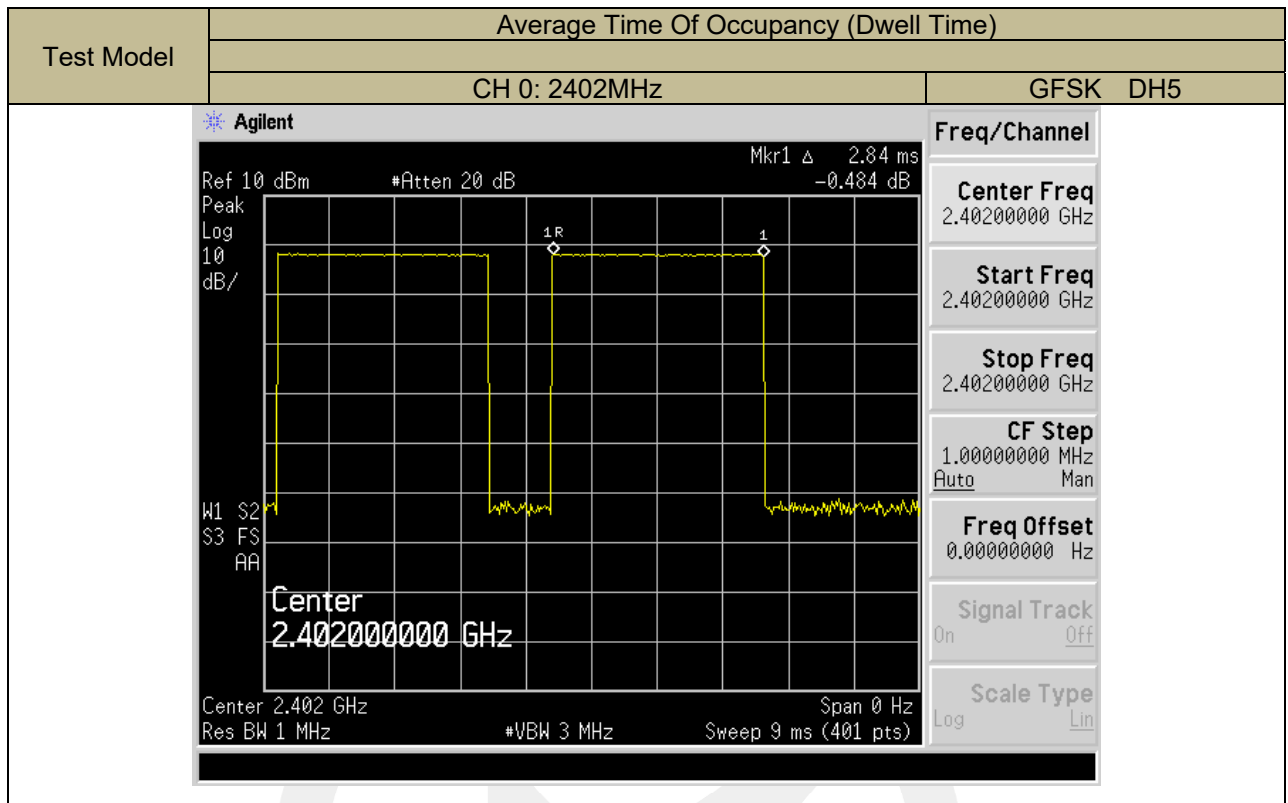 Test Model
Average Time Of Occupancy (Dwell Time)
CH 0: 2402MHz
GFSK DH5
Agilent
Freq/Channel
Mkr1 Δ 2.84 ms
Ref 10 dBm #Atten 20 dB -0.484 dB
Peak
Log
10
dB/
1R
1
W1 S2
S3 FS
AA
Center
2.402000000 GHz
Center 2.402 GHz Span 0 Hz
Res BW 1 MHz #VBW 3 MHz Sweep 9 ms (401 pts)
Center Freq
2.40200000 GHz
Start Freq
2.40200000 GHz
Stop Freq
2.40200000 GHz
CF Step
1.00000000 MHz
Auto Man
Freq Offset
0.00000000 Hz
Signal Track
On Off
Scale Type
Log Lin